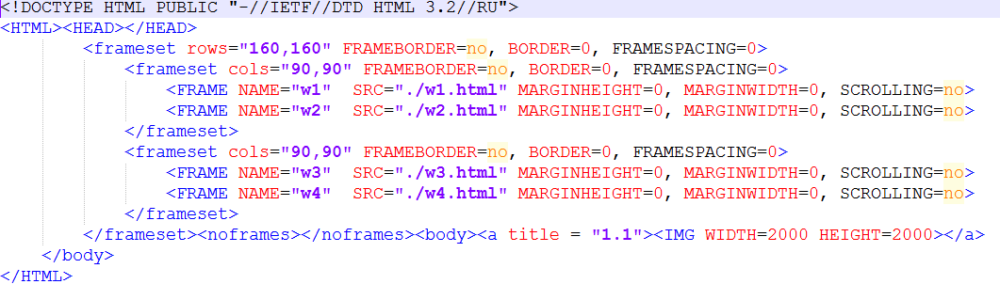 <!DOCTYPE HTML PUBLIC "-//IETF//DTD HTML 3.2//RU">
<HTML><HEAD></HEAD>
<frameset rows="160,160" FRAMEBORDER=no, BORDER=0, FRAMESPACING=0>
<frameset cols="90,90" FRAMEBORDER=no, BORDER=0, FRAMESPACING=0>
<FRAME NAME="w1"  SRC="./w1.html" MARGINHEIGHT=0, MARGINWIDTH=0, SCROLLING=no>
<FRAME NAME="w2"  SRC="./w2.html" MARGINHEIGHT=0, MARGINWIDTH=0, SCROLLING=no>
</frameset>
<frameset cols="90,90" FRAMEBORDER=no, BORDER=0, FRAMESPACING=0>
<FRAME NAME="w3"  SRC="./w3.html" MARGINHEIGHT=0, MARGINWIDTH=0, SCROLLING=no>
<FRAME NAME="w4"  SRC="./w4.html" MARGINHEIGHT=0, MARGINWIDTH=0, SCROLLING=no>
</frameset>
</frameset><noframes></noframes><body><a title = "1.1"><IMG WIDTH=2000 HEIGHT=2000></a>
</body>
</HTML>